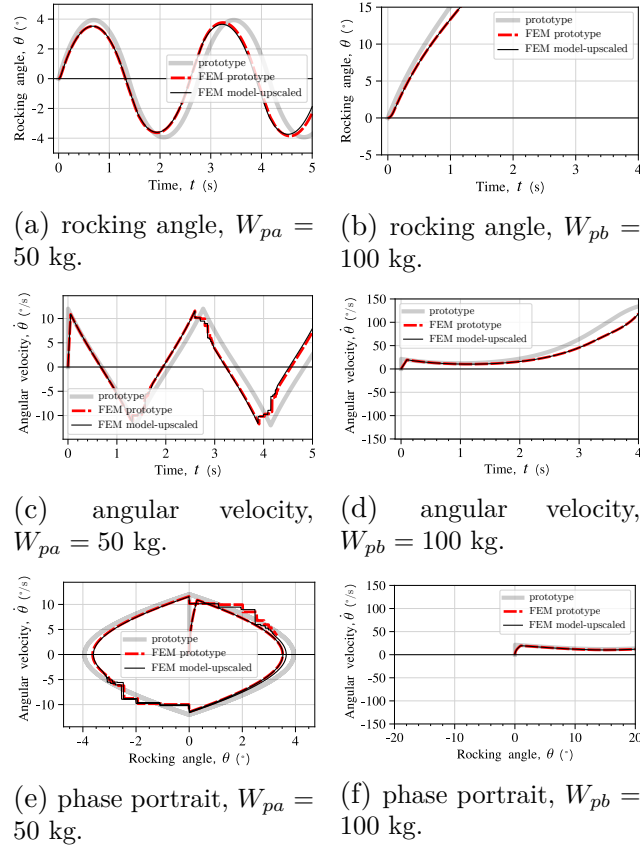 4
2
0
-2
-4
Rocking angle, θ (°)
prototype
FEM prototype
FEM model-upscaled
0 1 2 3 4 5
Time, t (s)
15
10
5
0
-5
Rocking angle, θ (°)
prototype
FEM prototype
FEM model-upscaled
0 1 2 3 4
Time, t (s)
(a) rocking angle, W_pa =
50 kg.
(b) rocking angle, W_pb =
100 kg.
10
5
0
-5
-10
Angular velocity, θ̇ (°/s)
prototype
FEM prototype
FEM model-upscaled
0 1 2 3 4 5
Time, t (s)
150
100
50
0
-50
-100
-150
Angular velocity, θ̇ (°/s)
prototype
FEM prototype
FEM model-upscaled
0 1 2 3 4
Time, t (s)
(c) angular velocity,
W_pa = 50 kg.
(d) angular velocity,
W_pb = 100 kg.
10
5
0
-5
-10
Angular velocity, θ̇ (°/s)
prototype
FEM prototype
FEM model-upscaled
-4 -2 0 2 4
Rocking angle, θ (°)
150
100
50
0
-50
-100
-150
Angular velocity, θ̇ (°/s)
prototype
FEM prototype
FEM model-upscaled
-20 -10 0 10 20
Rocking angle, θ (°)
(e) phase portrait, W_pa =
50 kg.
(f) phase portrait, W_pb =
100 kg.